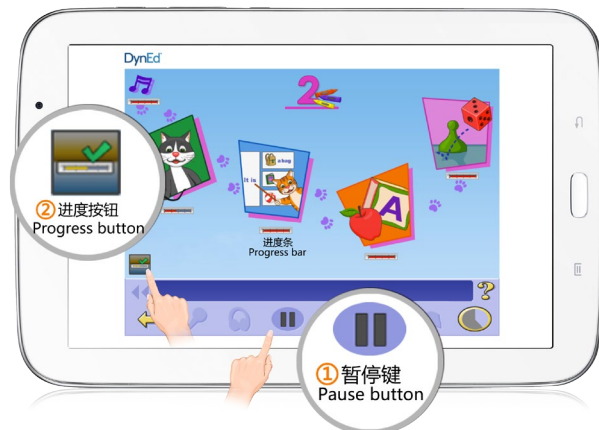 DynEd
2
a bag
It is
A
②进度按钮
Progress button
进度条
Progress bar
?
①暂停键
Pause button